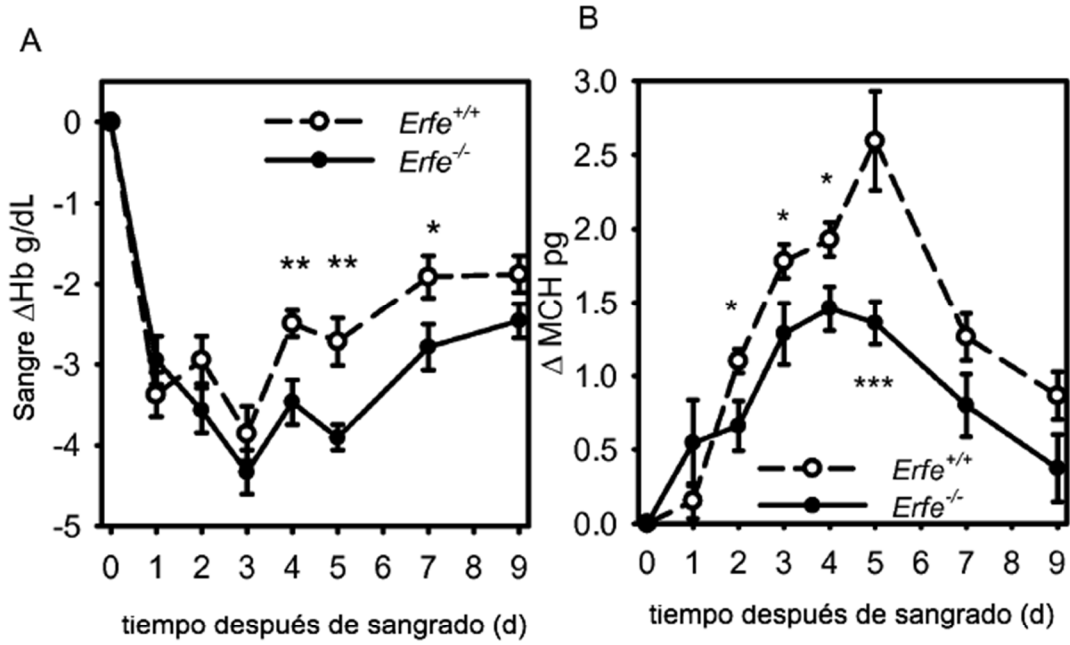 A
Sangre ΔHb g/dL
0
-1
-2
-3
-4
-5
Erfe+/+
Erfe-/-
** ** *
0 1 2 3 4 5 6 7 8 9
tiempo después de sangrado (d)
B
Δ MCH pg
3.0
2.5
2.0
1.5
1.0
0.5
0.0
* * *
***
Erfe+/+
Erfe-/-
0 1 2 3 4 5 6 7 8 9
tiempo después de sangrado (d)